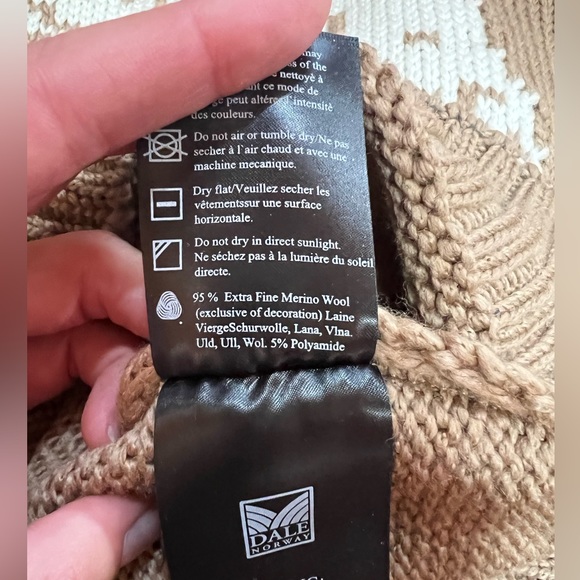 of the
nettoyè à
ce mode de
peut altérer l'intensité
des couleurs.
Do not air or tumble dry/Ne pas
secher à l`air chaud et avec une
machine mecanique.
Dry flat/Veuillez secher les
vêtementssur une surface
horizontale.
Do not dry in direct sunlight.
Ne séchez pas à la lumière du soleil
directe.
95 % Extra Fine Merino Wool
(exclusive of decoration) Laine
ViergeSchurwolle, Lana, Vlna.
Uld, Ull, Wol. 5% Polyamide
DALE
NORWAY